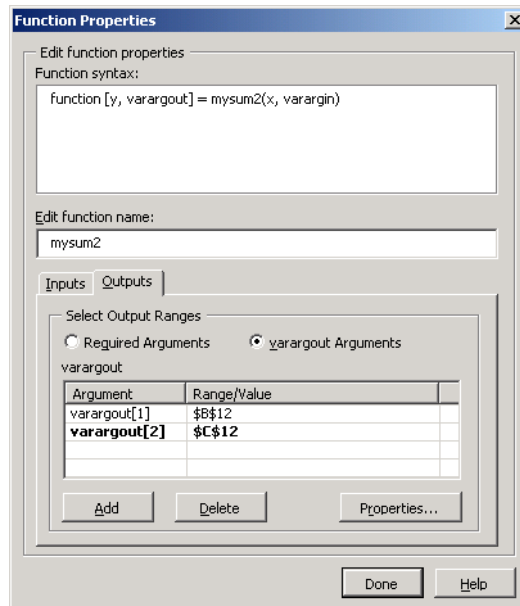 Function Properties
Edit function properties
Function syntax:
function [y, varargout] = mysum2(x, varargin)
Edit function name:
mysum2
Inputs Outputs
Select Output Ranges
Required Arguments varargout Arguments
varargout
Argument Range/Value
varargout[1] $B$12
varargout[2] $C$12
Add Delete Properties...
Done Help